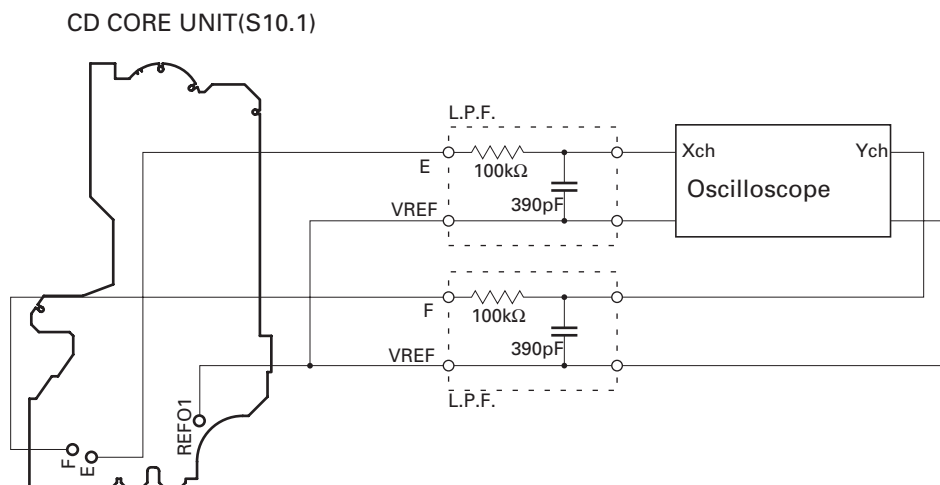 CD CORE UNIT(S10.1)
L.P.F.
E
100kΩ
390pF
VREF
Xch
Ych
Oscilloscope
F
100kΩ
390pF
VREF
L.P.F.
REFO1
F
E